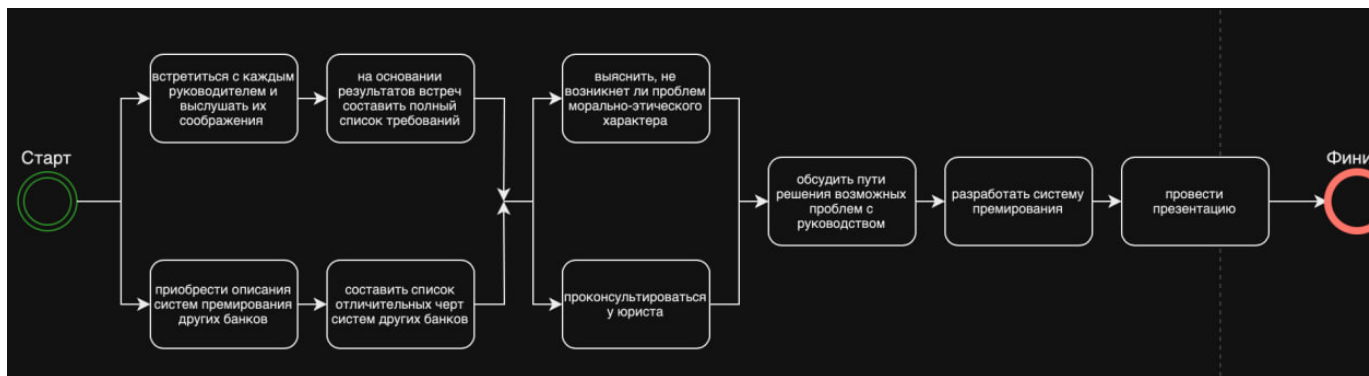 встретиться с каждым
руководителем и
выслушать их
соображения
на основании
результатов встреч
составить полный
список требований
выяснить, не
возникнет ли проблем
морально-этического
характера
Старт
Фини
обсудить пути
решения возможных
проблем с
руководством
разработать систему
премирования
провести
презентацию
приобрести описания
систем премирования
других банков
составить список
отличительных черт
систем других банков
проконсультироваться
у юриста